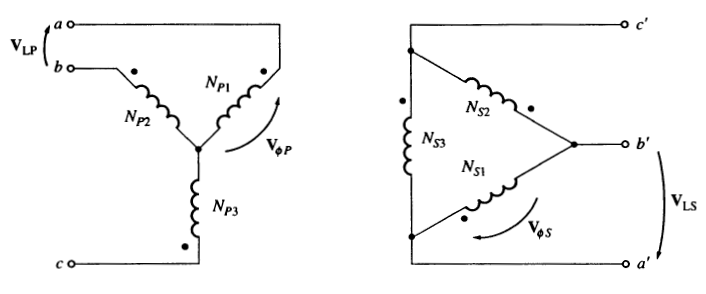 a
c'
V_LP
b
N_P1
N_P2
N_S2
V_ϕP
N_S3
b'
N_S1
N_P3
V_LS
V_ϕS
c
a'